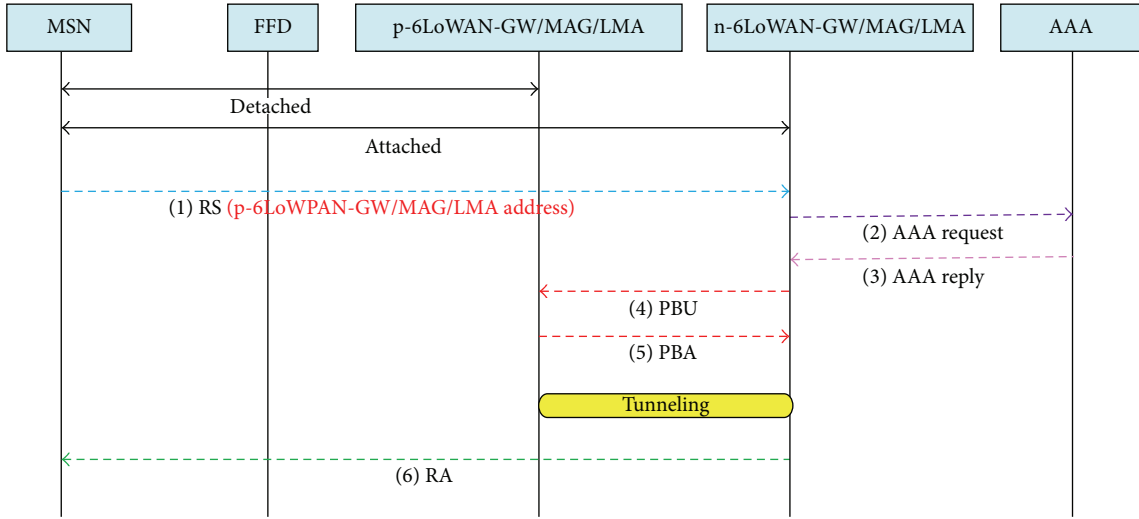 MSN
FFD
p-6LoWAN-GW/MAG/LMA
n-6LoWAN-GW/MAG/LMA
AAA
Detached
Attached
(1) RS (p-6LoWPAN-GW/MAG/LMA address)
(2) AAA request
(3) AAA reply
(4) PBU
(5) PBA
Tunneling
(6) RA